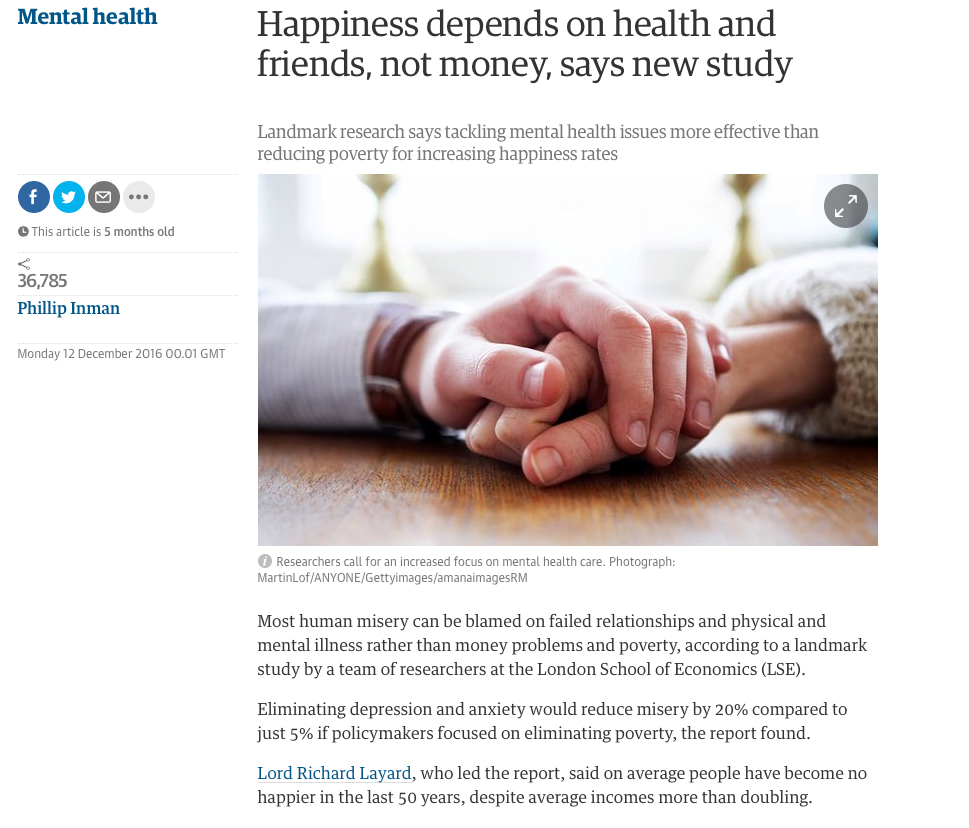 Mental health
Happiness depends on health and
friends, not money, says new study
Landmark research says tackling mental health issues more effective than
reducing poverty for increasing happiness rates
This article is 5 months old
36,785
Phillip Inman
Monday 12 December 2016 00.01 GMT
Researchers call for an increased focus on mental health care. Photograph:
MartinLof/ANYONE/Gettyimages/amanaimagesRM
Most human misery can be blamed on failed relationships and physical and
mental illness rather than money problems and poverty, according to a landmark
study by a team of researchers at the London School of Economics (LSE).
Eliminating depression and anxiety would reduce misery by 20% compared to
just 5% if policymakers focused on eliminating poverty, the report found.
Lord Richard Layard, who led the report, said on average people have become no
happier in the last 50 years, despite average incomes more than doubling.